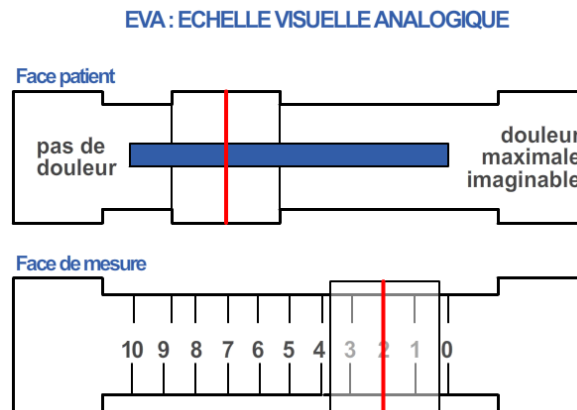 EVA : ECHELLE VISUELLE ANALOGIQUE
Face patient
pas de
douleur
douleur
maximale
imaginable
Face de mesure
10 9 8 7 6 5 4 3 2 1 0